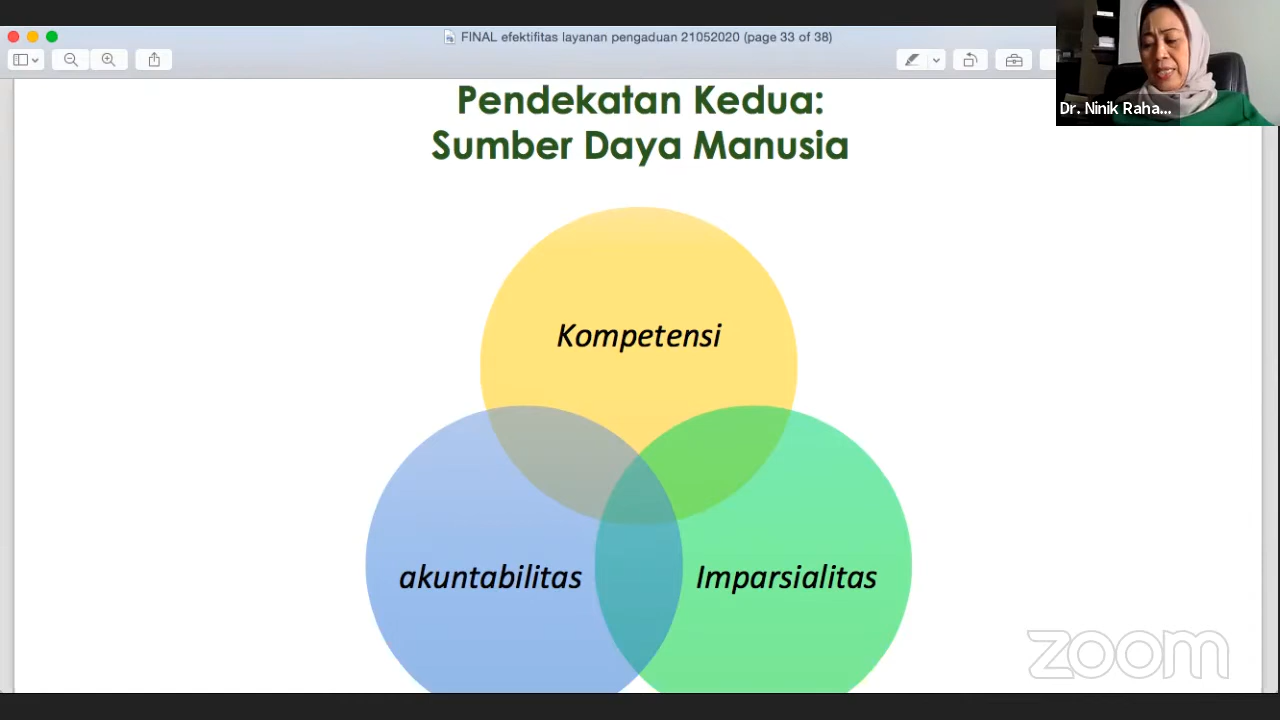 FINAL efektifitas layanan pengaduan 21052020 (page 33 of 38)
Dr. Ninik Raha...
Pendekatan Kedua:
Sumber Daya Manusia
Kompetensi
akuntabilitas
Imparsialitas
zoom